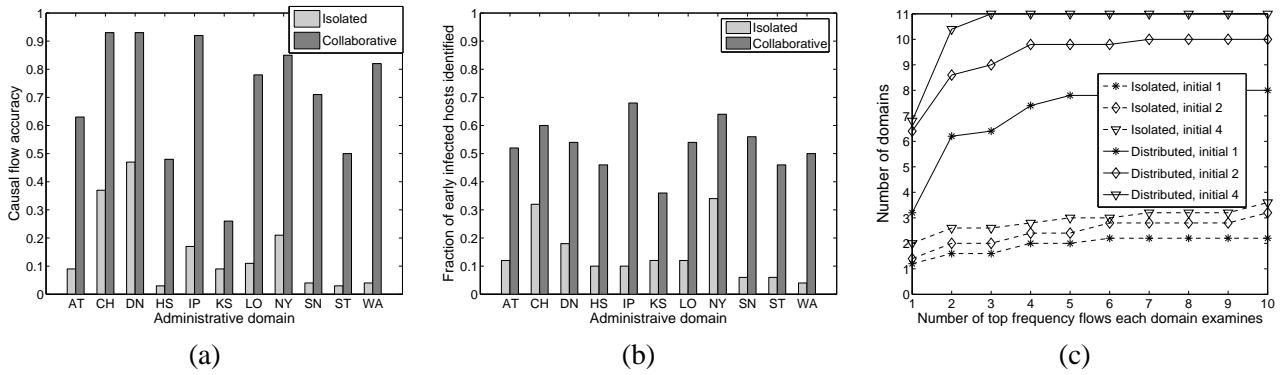 1
0.9
0.8
0.7
0.6
0.5
0.4
0.3
0.2
0.1
0
Causal flow accuracy
Isolated
Collaborative
AT CH DN HS IP KS LO NY SN ST WA
Administrative domain
(a)
1
0.9
0.8
0.7
0.6
0.5
0.4
0.3
0.2
0.1
0
Fraction of early infected hosts identified
Isolated
Collaborative
AT CH DN HS IP KS LO NY SN ST WA
Administraive domain
(b)
11
10
9
8
7
6
5
4
3
2
1
0
Number of domains
Isolated, initial 1
Isolated, initial 2
Isolated, initial 4
Distributed, initial 1
Distributed, initial 2
Distributed, initial 4
1 2 3 4 5 6 7 8 9 10
Number of top frequency flows each domain examines
(c)